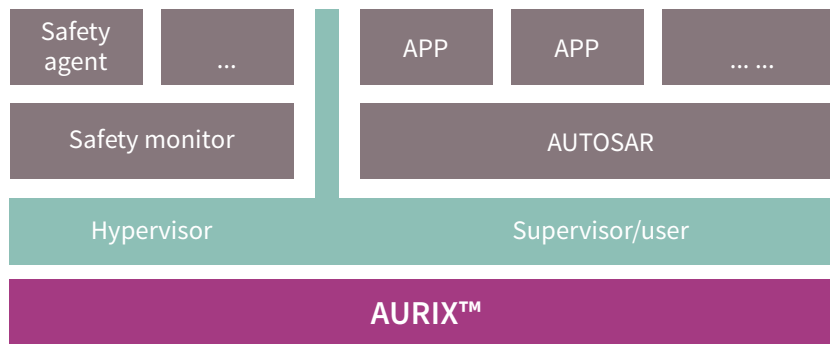 Safety
agent
...
APP
APP
... ...
Safety monitor
AUTOSAR
Hypervisor
Supervisor/user
AURIX™